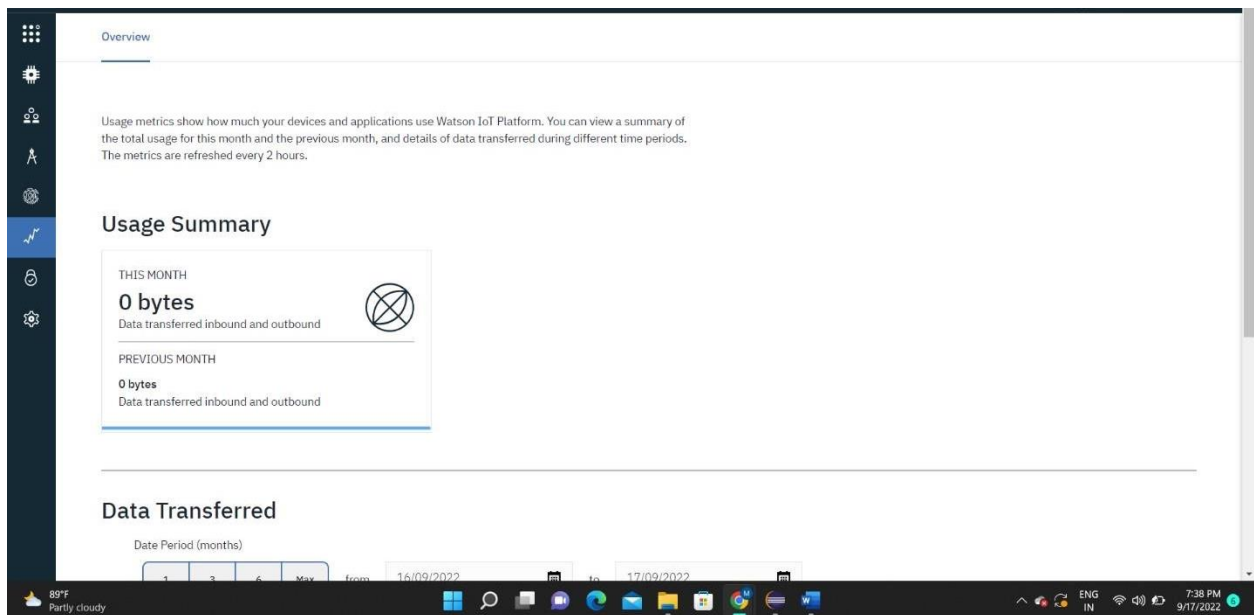 Overview
Usage metrics show how much your devices and applications use Watson IoT Platform. You can view a summary of
the total usage for this month and the previous month, and details of data transferred during different time periods.
The metrics are refreshed every 2 hours.
Usage Summary
THIS MONTH
0 bytes
Data transferred inbound and outbound
PREVIOUS MONTH
0 bytes
Data transferred inbound and outbound
Data Transferred
Date Period (months)
1 3 6 Max from 16/09/2022 to 17/09/2022
89°F
Partly cloudy
ENG
IN
7:38 PM
9/17/2022
6